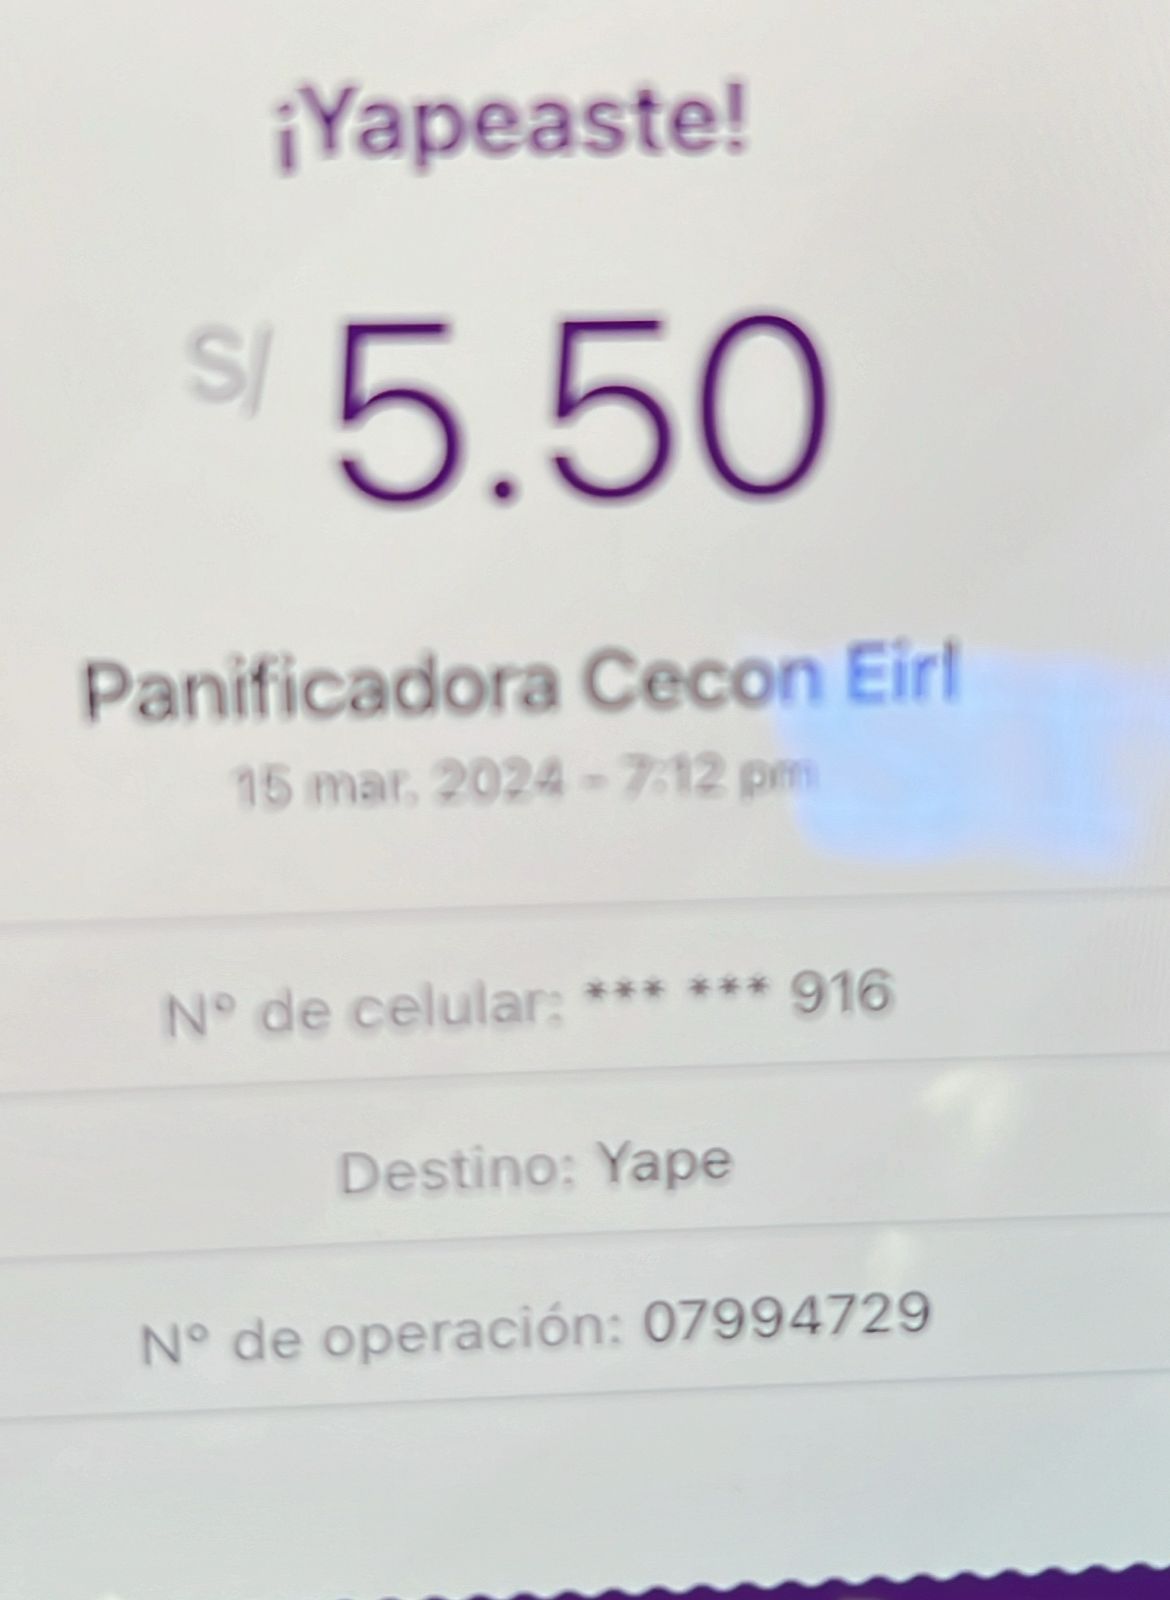 ¡Yapeaste!
S/ 5.50
Panificadora Cecon Eirl
15 mar. 2024 - 7:12 pm
N° de celular: *** *** 916
Destino: Yape
N° de operación: 07994729